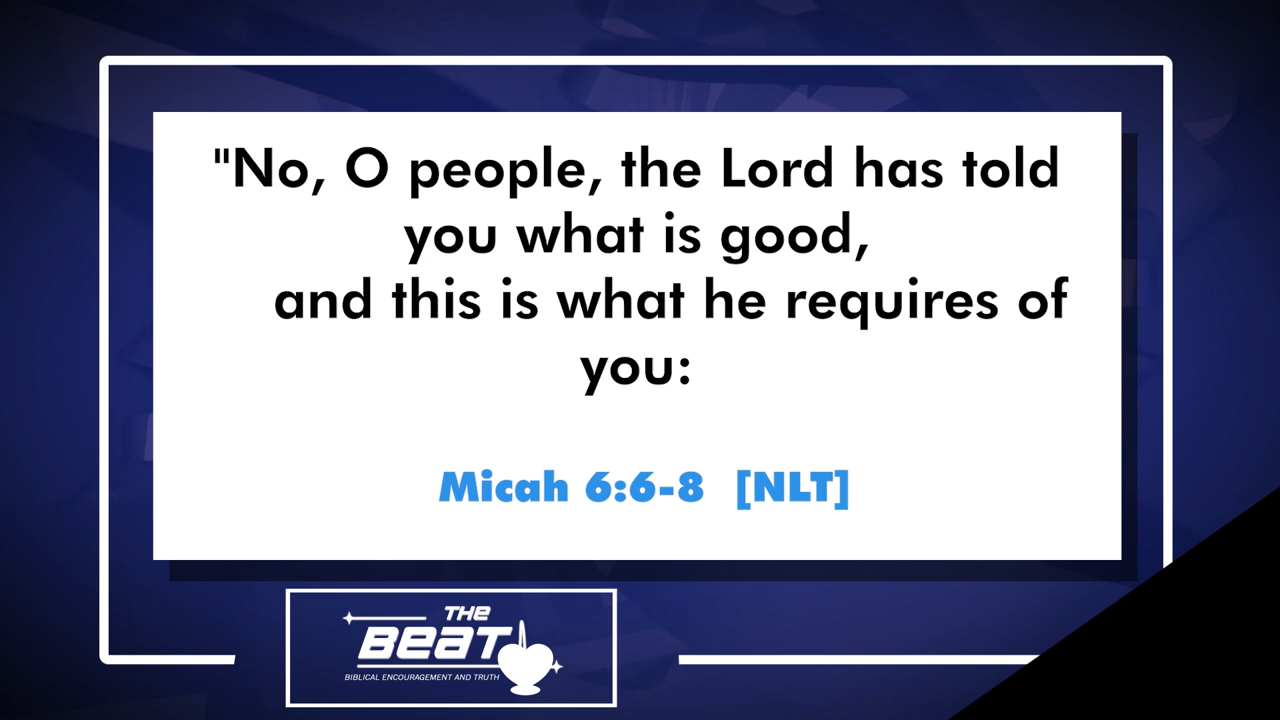 "No, O people, the Lord has told
you what is good,
and this is what he requires of
you:
Micah 6:6-8 [NLT]
THE
BEAT
BIBLICAL ENCOURAGEMENT AND TRUTH